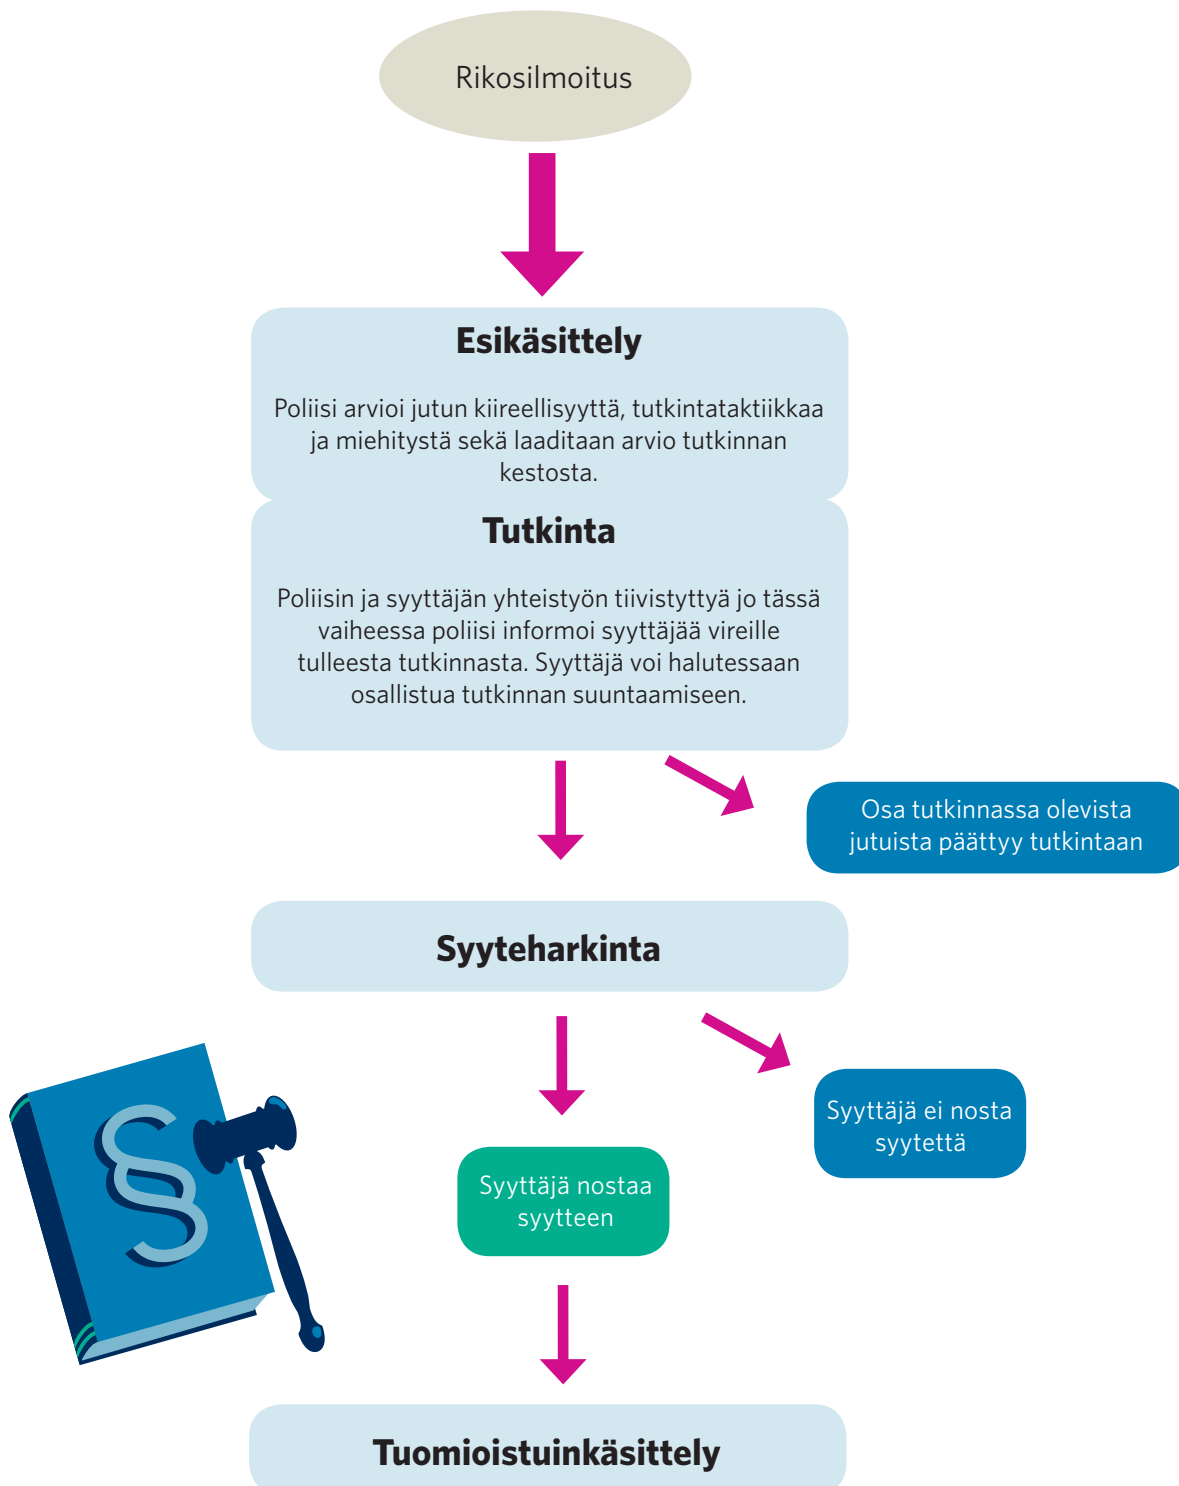 Rikosilmoitus
Esikäsittely
Poliisi arvioi jutun kiireellisyyttä, tutkintataktiikkaa
ja miehitystä sekä laaditaan arvio tutkinnan
kestosta.
Tutkinta
Poliisin ja syyttäjän yhteistyön tiivistyttyä jo tässä
vaiheessa poliisi informoi syyttäjää vireille
tulleesta tutkinnasta. Syyttäjä voi halutessaan
osallistua tutkinnan suuntaamiseen.
Osa tutkinnassa olevista
jutuista päättyy tutkintaan
Syyteharkinta
Syyttäjä ei nosta
syytettä
Syyttäjä nostaa
syytteen
Tuomioistuinkäsittely
§